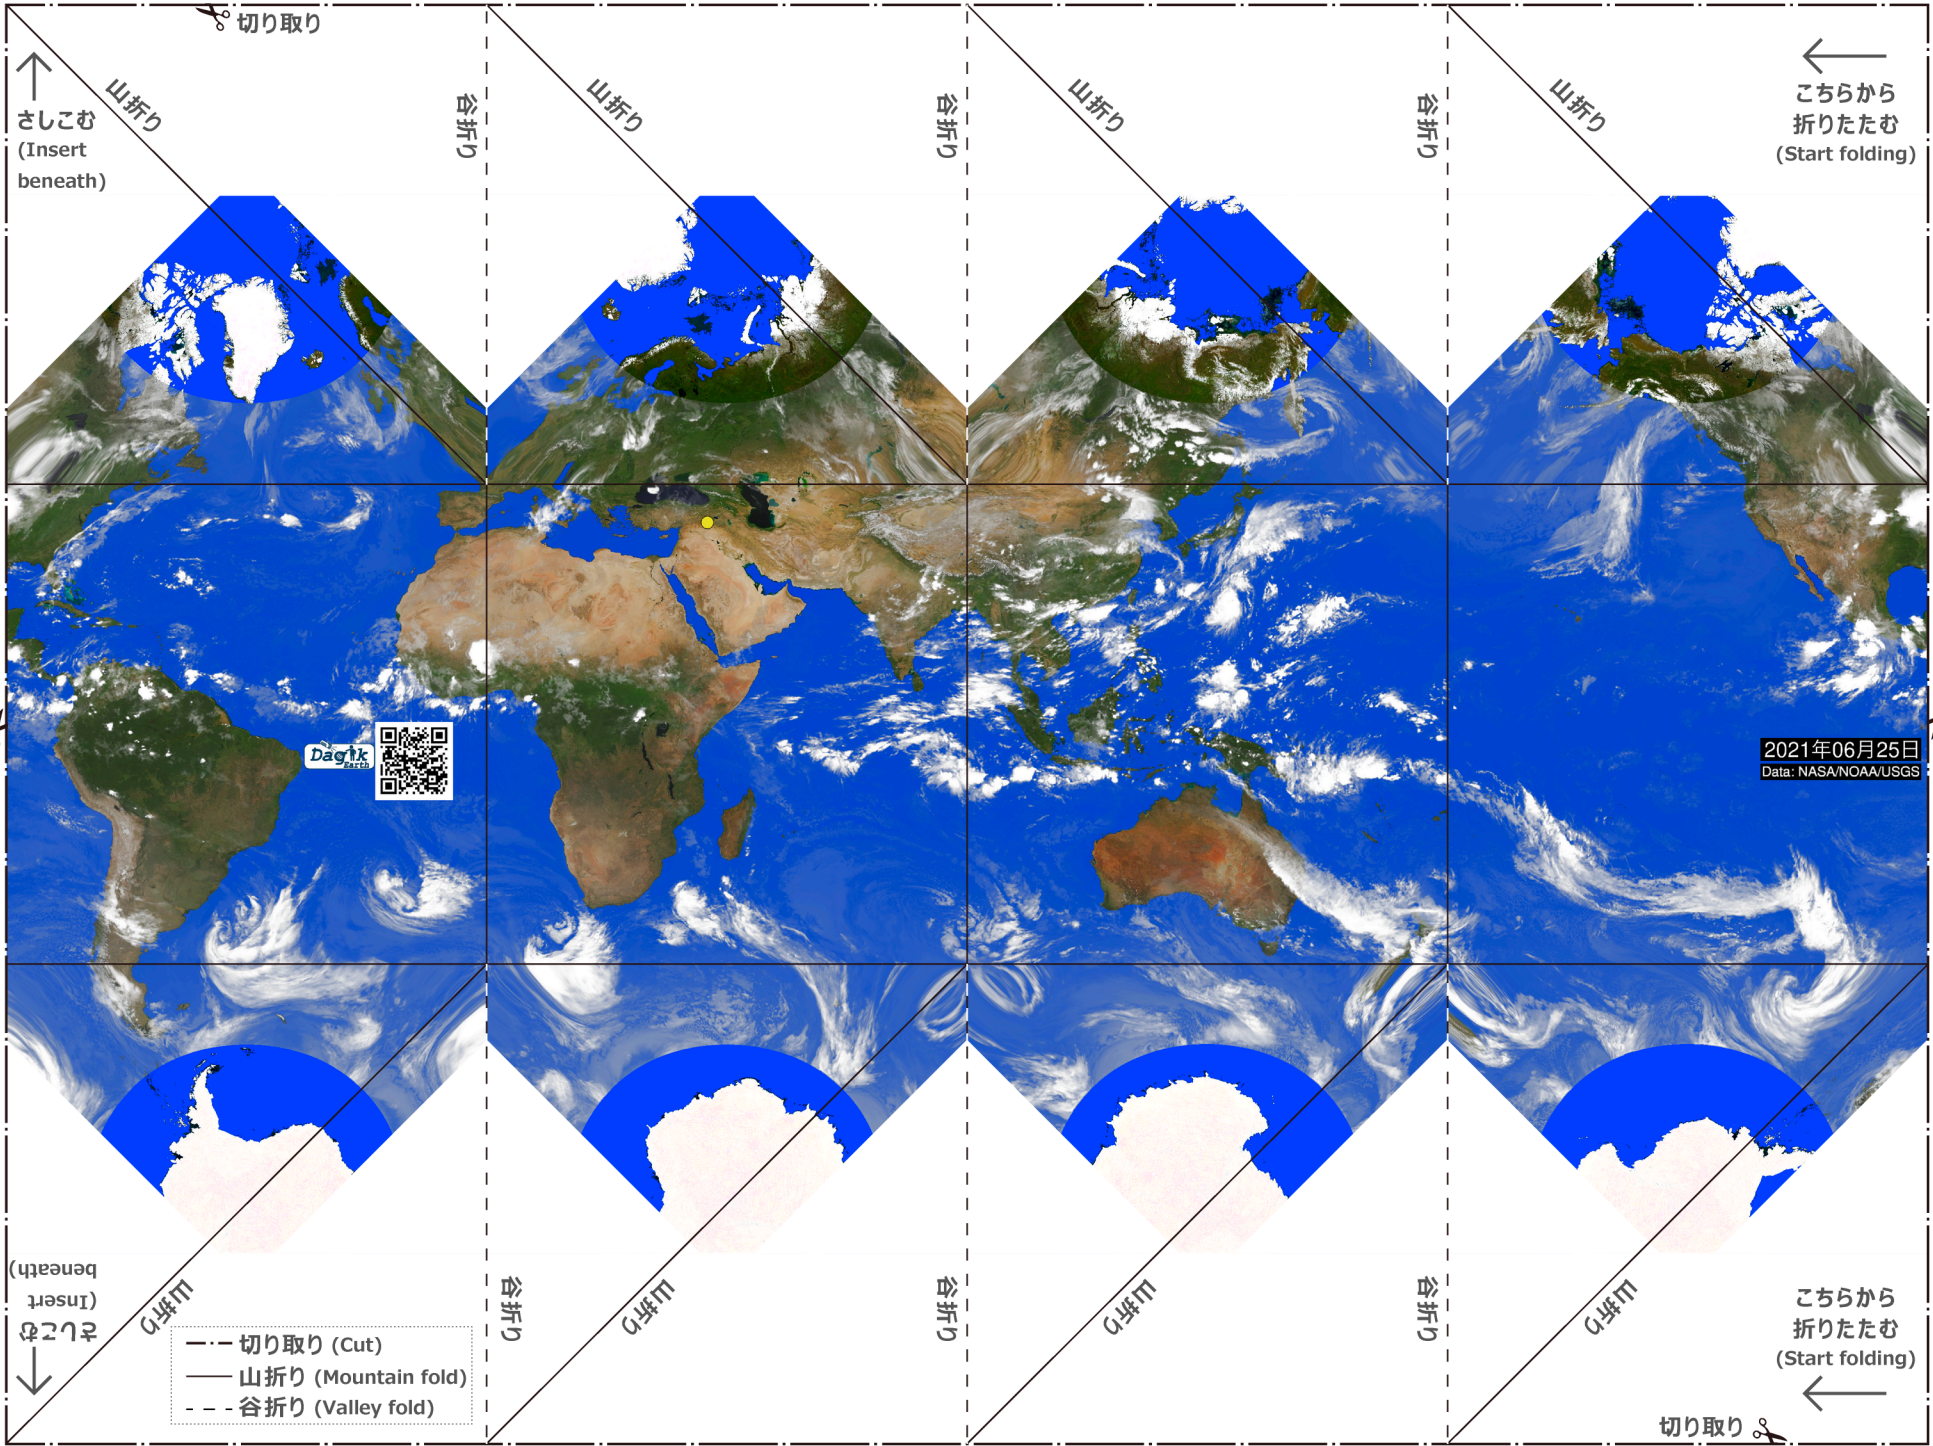 切り取り
山折り
谷折り
山折り
谷折り
山折り
谷折り
山折り
さしこむ
(Insert
beneath)
こちらから
折りたたむ
(Start folding)
Dagik
Earth
2021年06月25日
Data: NASA/NOAA/USGS
さしこむ
(Insert
beneath)
山折り
谷折り
山折り
谷折り
山折り
谷折り
山折り
こちらから
折りたたむ
(Start folding)
切り取り (Cut)
山折り (Mountain fold)
谷折り (Valley fold)
切り取り